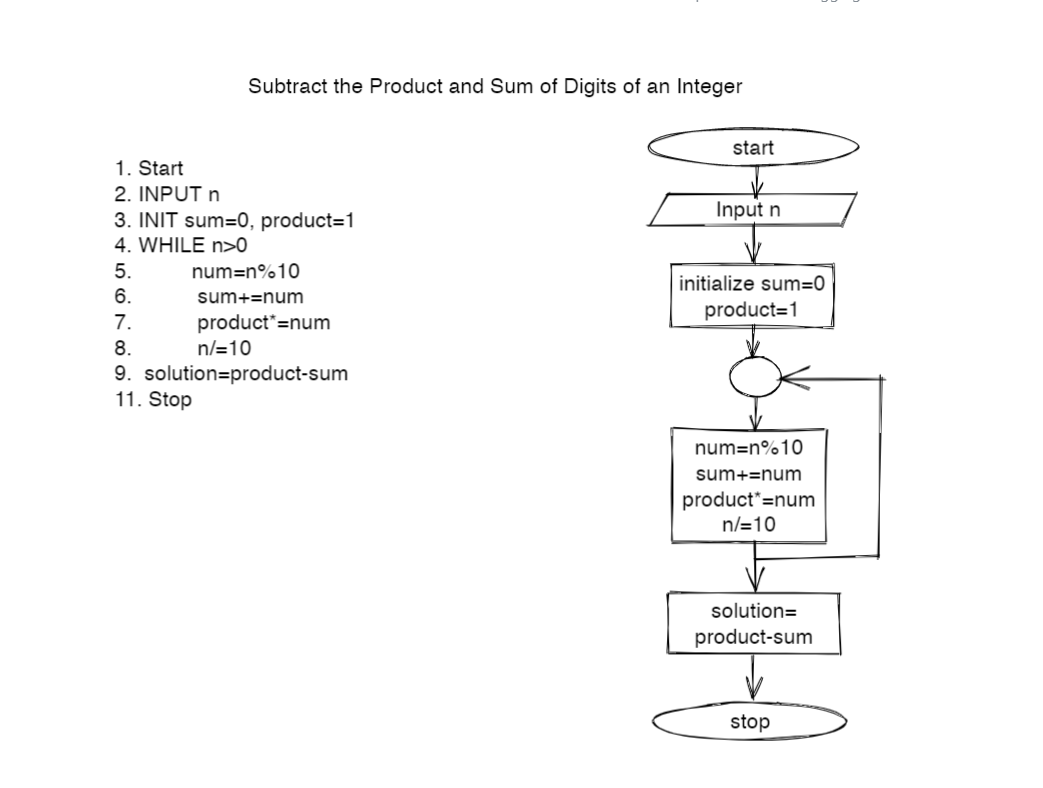 Subtract the Product and Sum of Digits of an Integer
1. Start
2. INPUT n
3. INIT sum=0, product=1
4. WHILE n>0
5. num=n%10
6. sum+=num
7. product*=num
8. n/=10
9. solution=product-sum
11. Stop
start
Input n
initialize sum=0
product=1
num=n%10
sum+=num
product*=num
n/=10
solution=
product-sum
stop